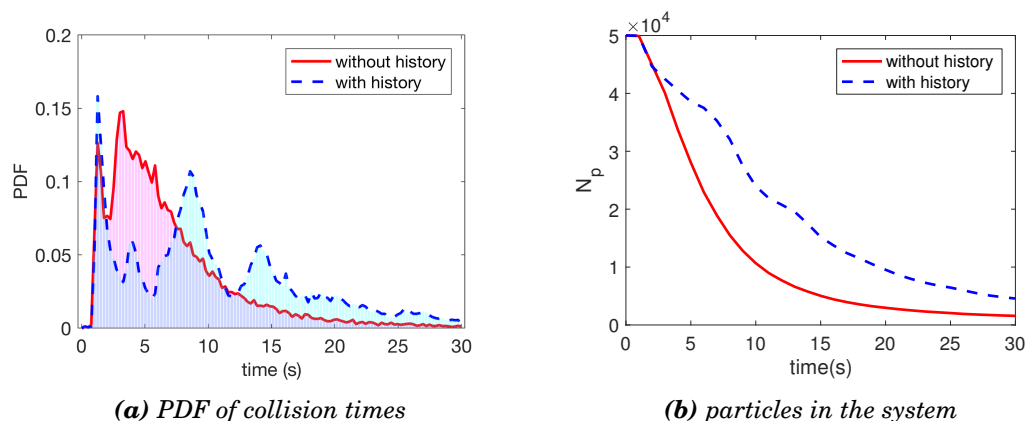 0.2
0.15
0.1
0.05
0
PDF
0 5 10 15 20 25 30
time (s)
without history
with history
(a) PDF of collision times
×10⁴
5
4
3
2
1
0
N_p
0 5 10 15 20 25 30
time(s)
without history
with history
(b) particles in the system